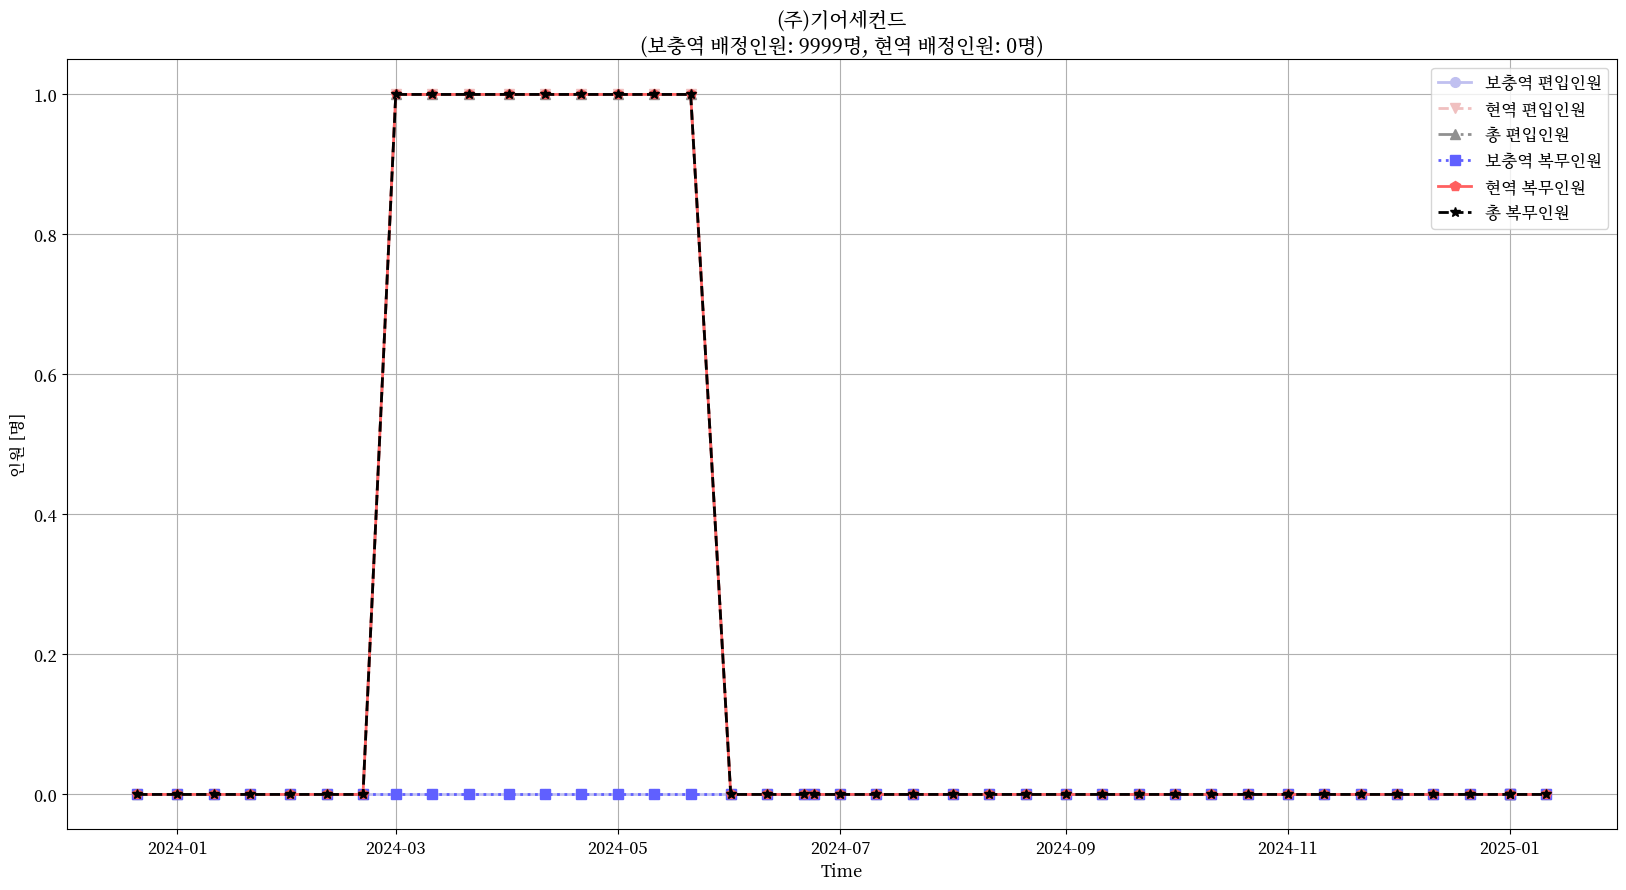 (주)기어세컨드
(보충역 배정인원: 9999명, 현역 배정인원: 0명)
보충역 편입인원
현역 편입인원
총 편입인원
보충역 복무인원
현역 복무인원
총 복무인원
인원 [명]
1.0
0.8
0.6
0.4
0.2
0.0
2024-01
2024-03
2024-05
2024-07
2024-09
2024-11
2025-01
Time